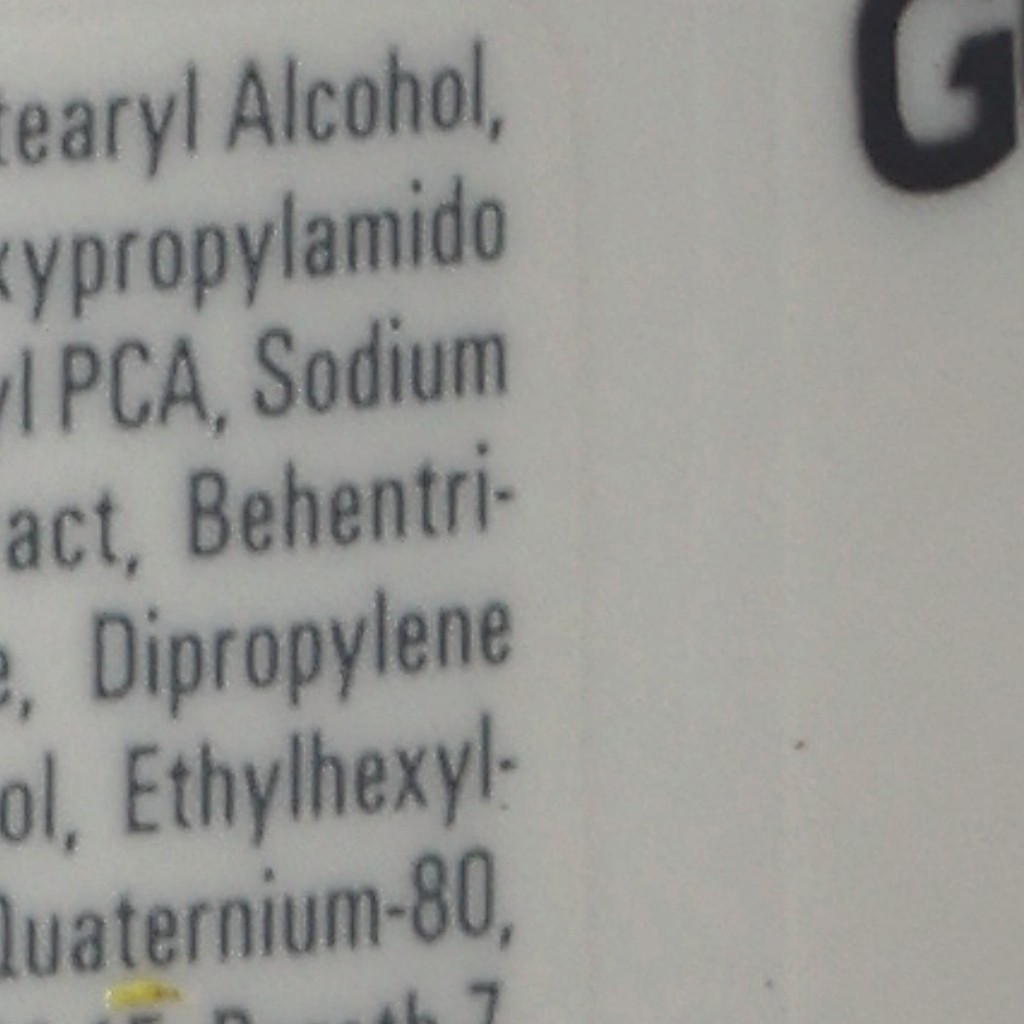 tearyl Alcohol,
xypropylamido
yl PCA, Sodium
act, Behentri-
e, Dipropylene
ol, Ethylhexyl-
Quaternium-80,
G